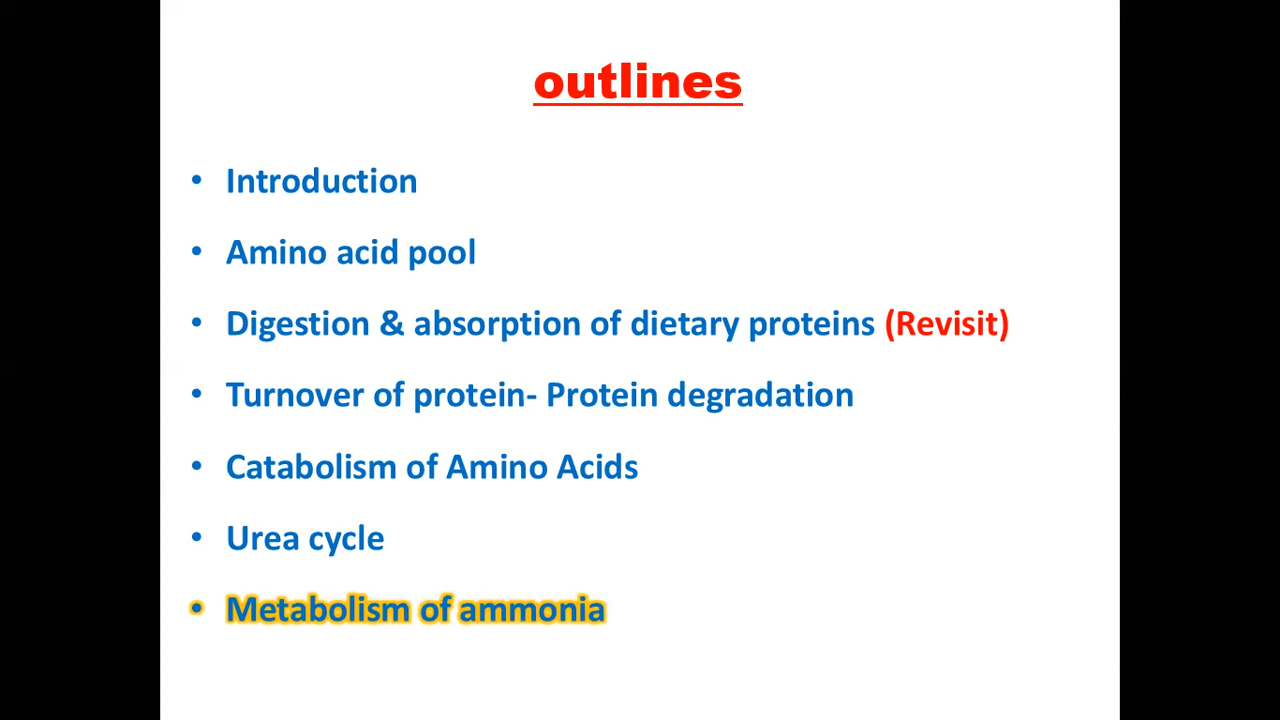 outlines
• Introduction
• Amino acid pool
• Digestion & absorption of dietary proteins (Revisit)
• Turnover of protein- Protein degradation
• Catabolism of Amino Acids
• Urea cycle
• Metabolism of ammonia